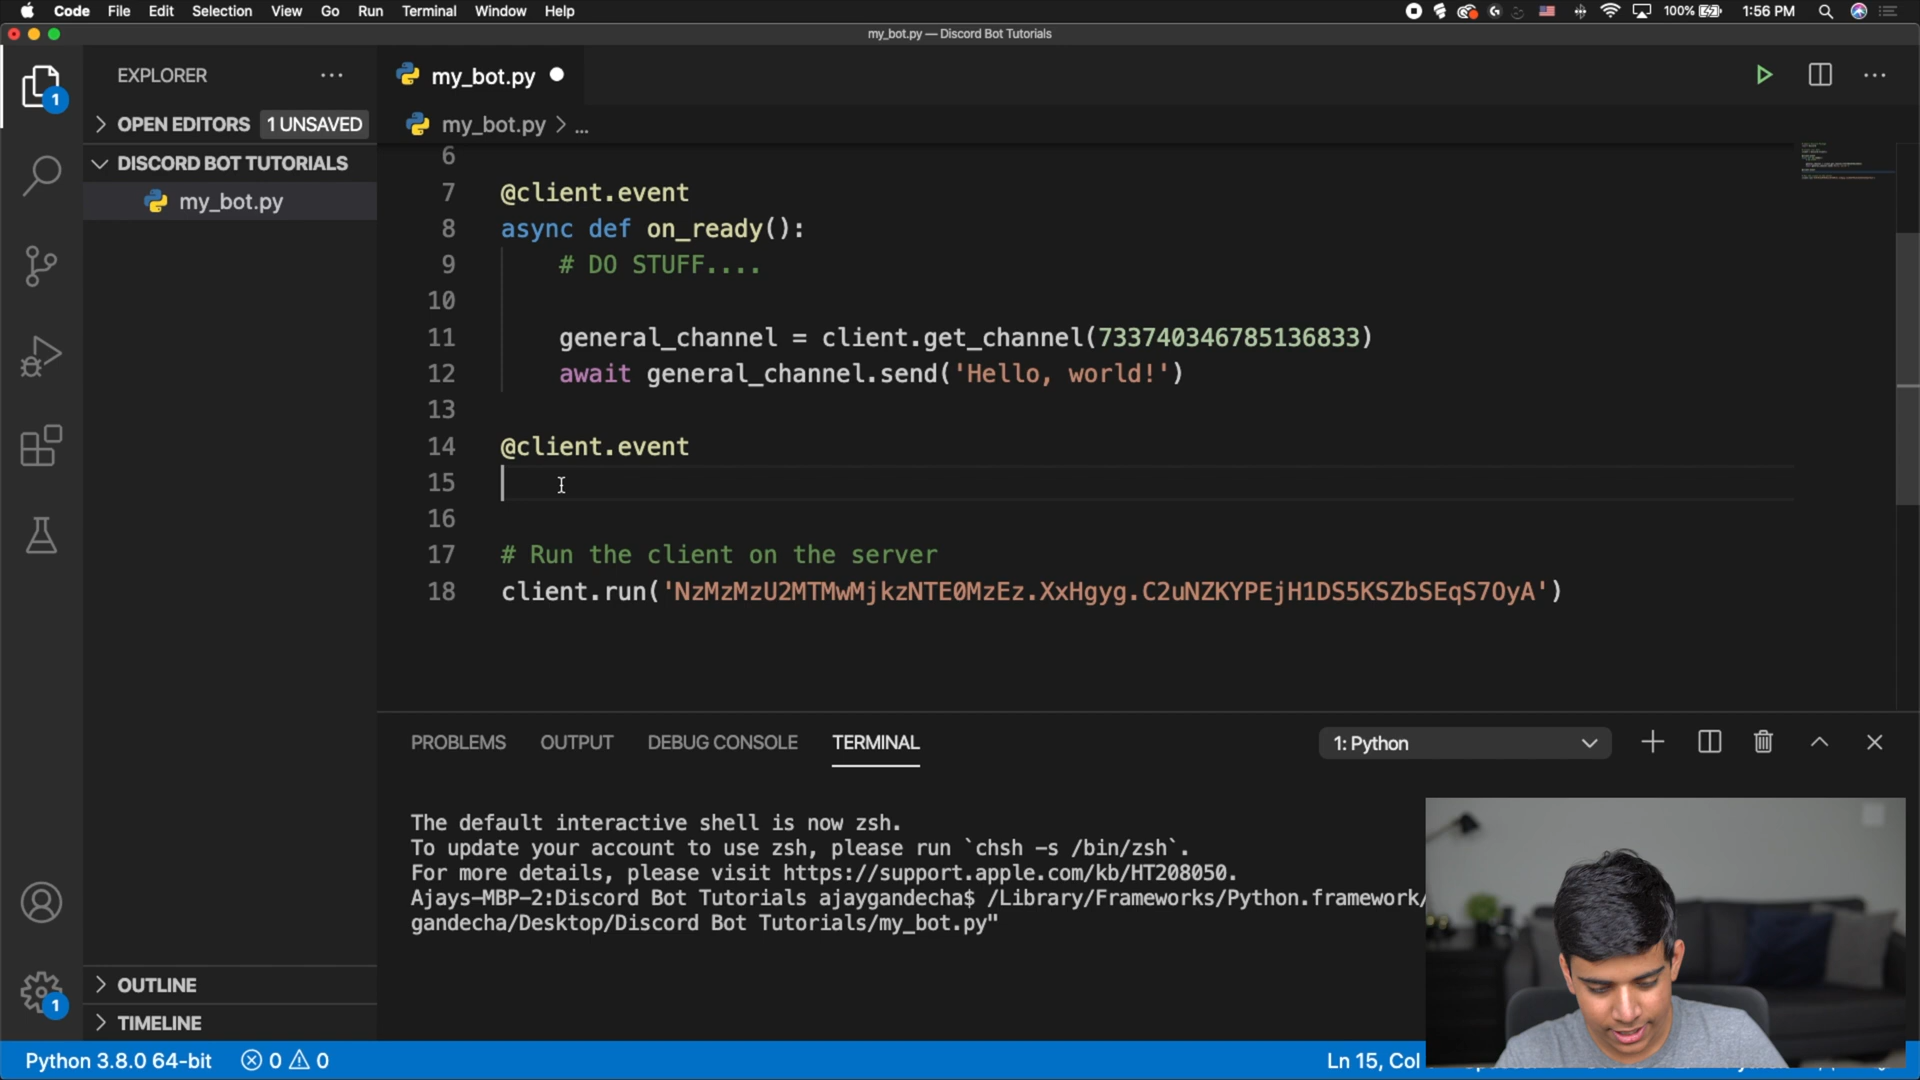 Code File Edit Selection View Go Run Terminal Window Help 100% 1:56 PM
my_bot.py — Discord Bot Tutorials
EXPLORER
my_bot.py
OPEN EDITORS 1 UNSAVED
my_bot.py > ...
DISCORD BOT TUTORIALS
my_bot.py
6
7 @client.event
8 async def on_ready():
9 # DO STUFF....
10
11 general_channel = client.get_channel(733740346785136833)
12 await general_channel.send('Hello, world!')
13
14 @client.event
15
16
17 # Run the client on the server
18 client.run('NzMzMzU2MTMwMjkzNTE0MzEz.XxHgyg.C2uNZKYPEjH1DS5KSZbSEqS7OyA')
1
PROBLEMS OUTPUT DEBUG CONSOLE TERMINAL 1: Python
The default interactive shell is now zsh.
To update your account to use zsh, please run `chsh -s /bin/zsh`.
For more details, please visit https://support.apple.com/kb/HT208050.
Ajays-MBP-2:Discord Bot Tutorials ajaygandecha$ /Library/Frameworks/Python.framework/
gandecha/Desktop/Discord Bot Tutorials/my_bot.py"
OUTLINE
1
TIMELINE
Python 3.8.0 64-bit 0 0 Ln 15, Col